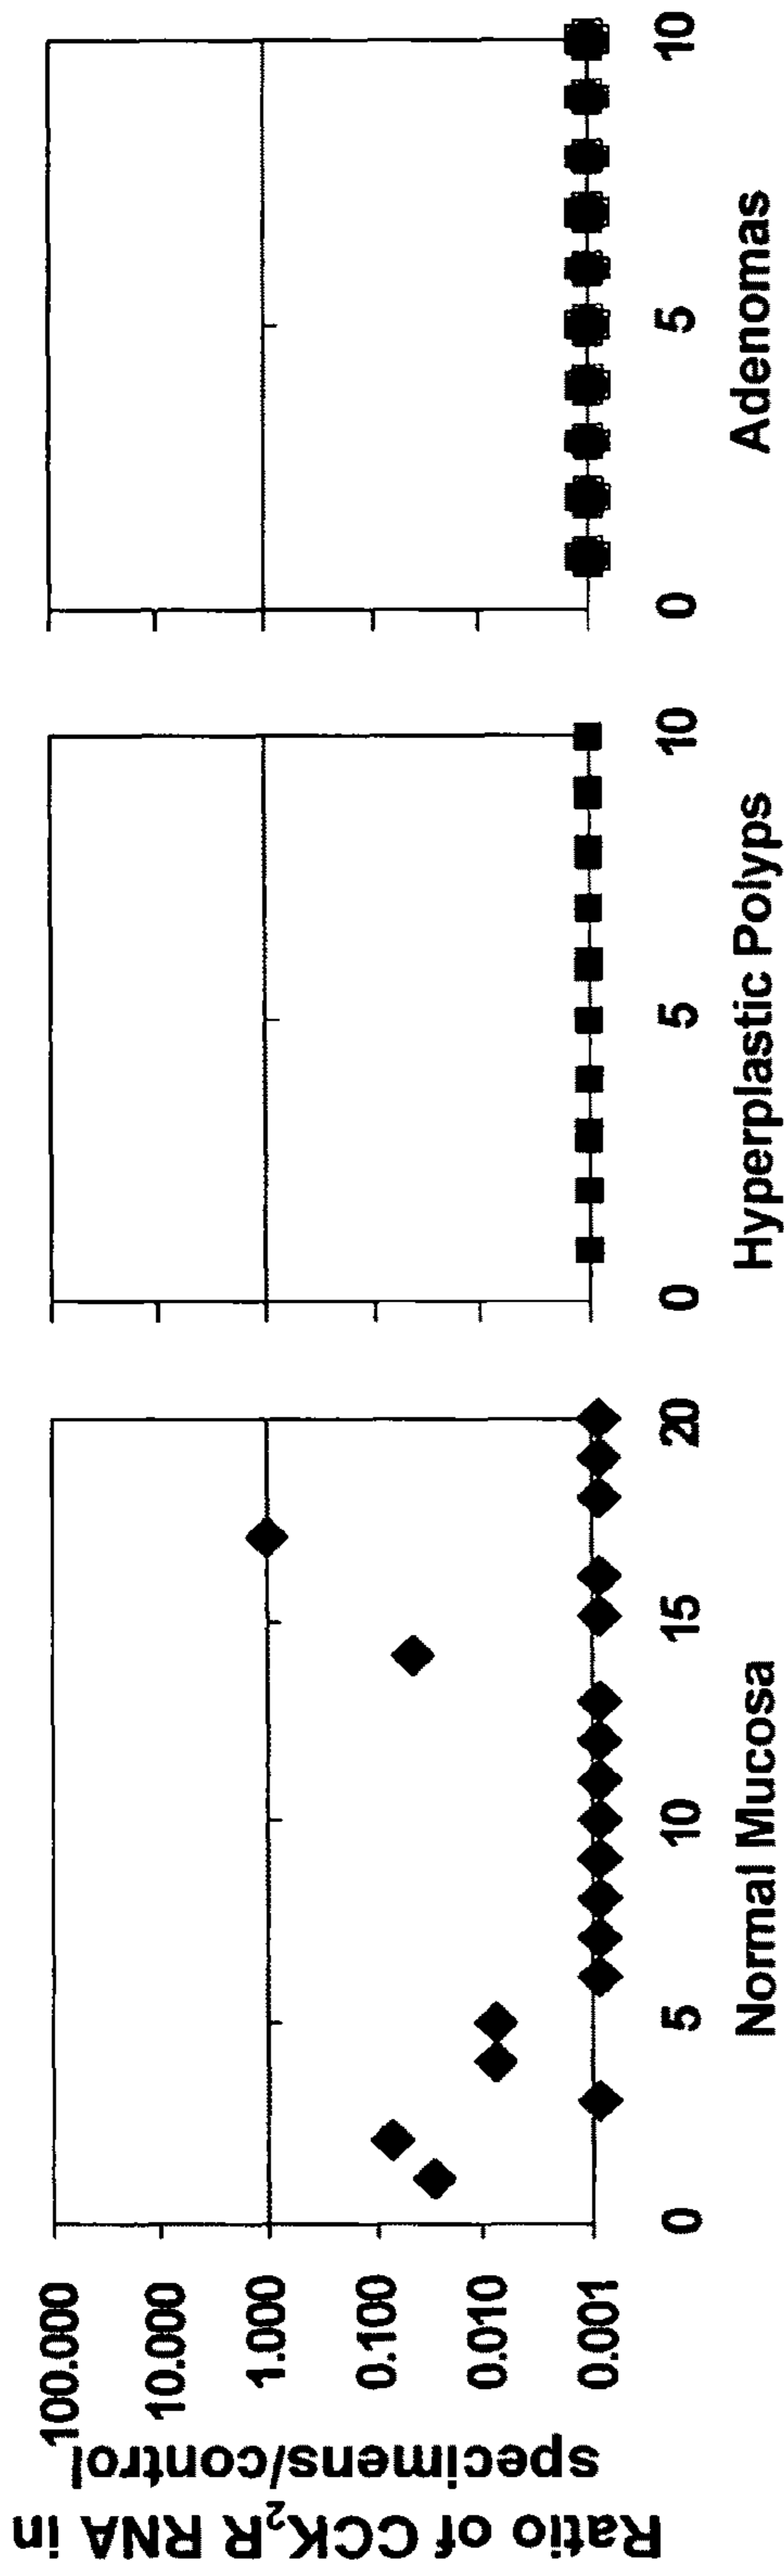 Ratio of CCK₂R RNA in
specimens/control
100.000
10.000
1.000
0.100
0.010
0.001
0 5 10 15 20
Normal Mucosa
0 5 10
Hyperplastic Polyps
0 5 10
Adenomas